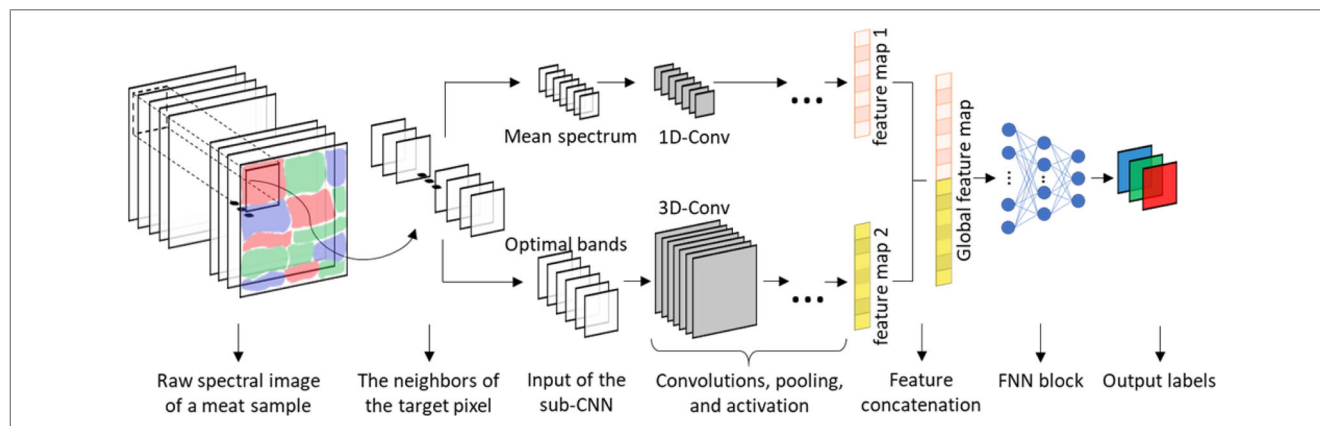 Mean spectrum
1D-Conv
feature map 1
Global feature map
Optimal bands
3D-Conv
feature map 2
Raw spectral image
of a meat sample
The neighbors of
the target pixel
Input of the
sub-CNN
Convolutions, pooling,
and activation
Feature
concatenation
FNN block
Output labels